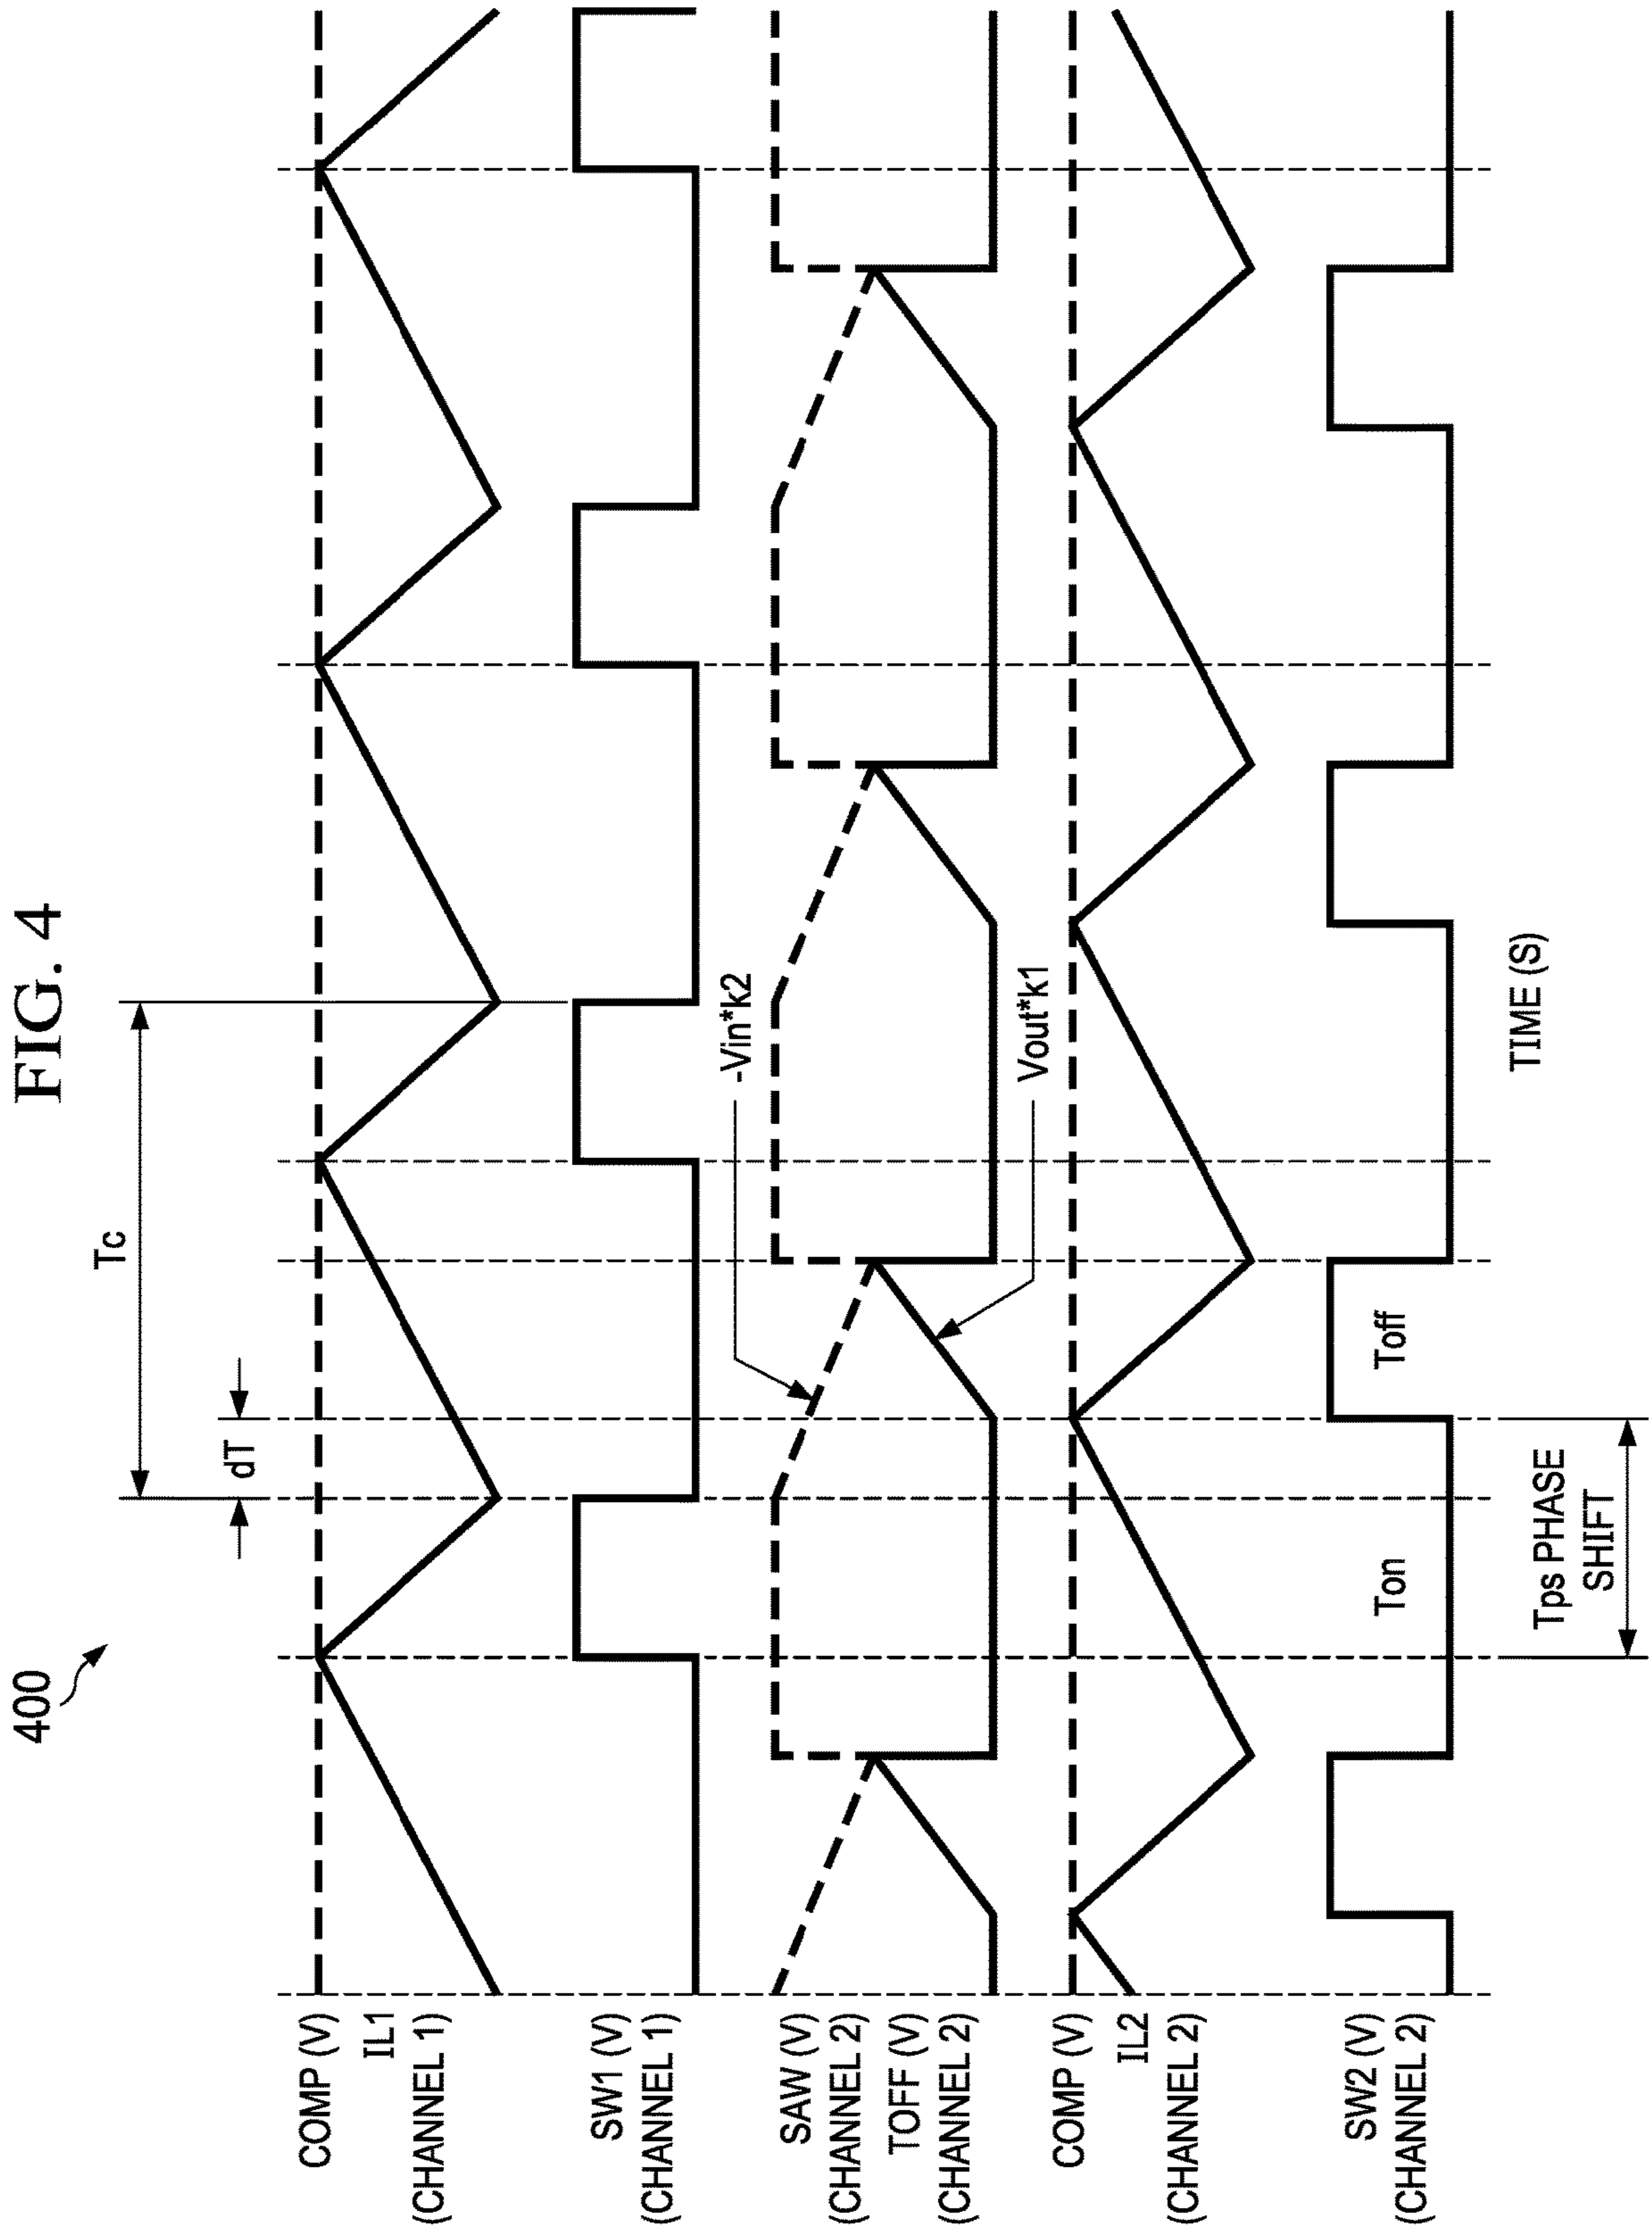 FIG. 4
400
Tc
dT
COMP (V)
IL1
(CHANNEL 1)
SW1 (V)
(CHANNEL 1)
-Vin*k2
SAW (V)
(CHANNEL 2)
TOFF (V)
(CHANNEL 2)
Vout*k1
COMP (V)
IL2
(CHANNEL 2)
SW2 (V)
(CHANNEL 2)
Ton
Toff
TIME (S)
Tps PHASE
SHIFT